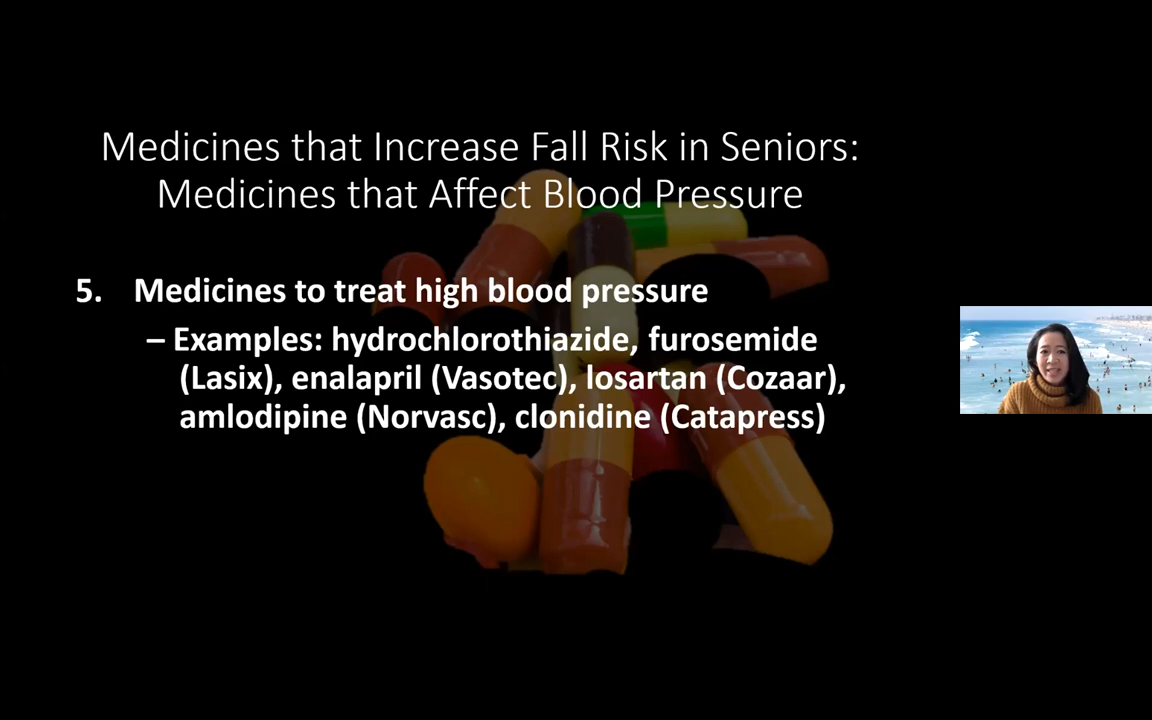 Medicines that Increase Fall Risk in Seniors:
Medicines that Affect Blood Pressure
5. Medicines to treat high blood pressure
– Examples: hydrochlorothiazide, furosemide
(Lasix), enalapril (Vasotec), losartan (Cozaar),
amlodipine (Norvasc), clonidine (Catapress)